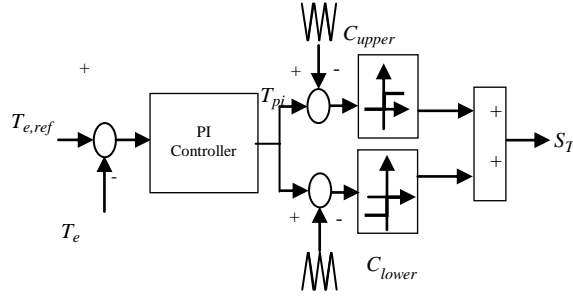 C_upper
+
+
-
T_pi
T_e,ref
PI
Controller
+
+
S_T
-
+
-
T_e
C_lower